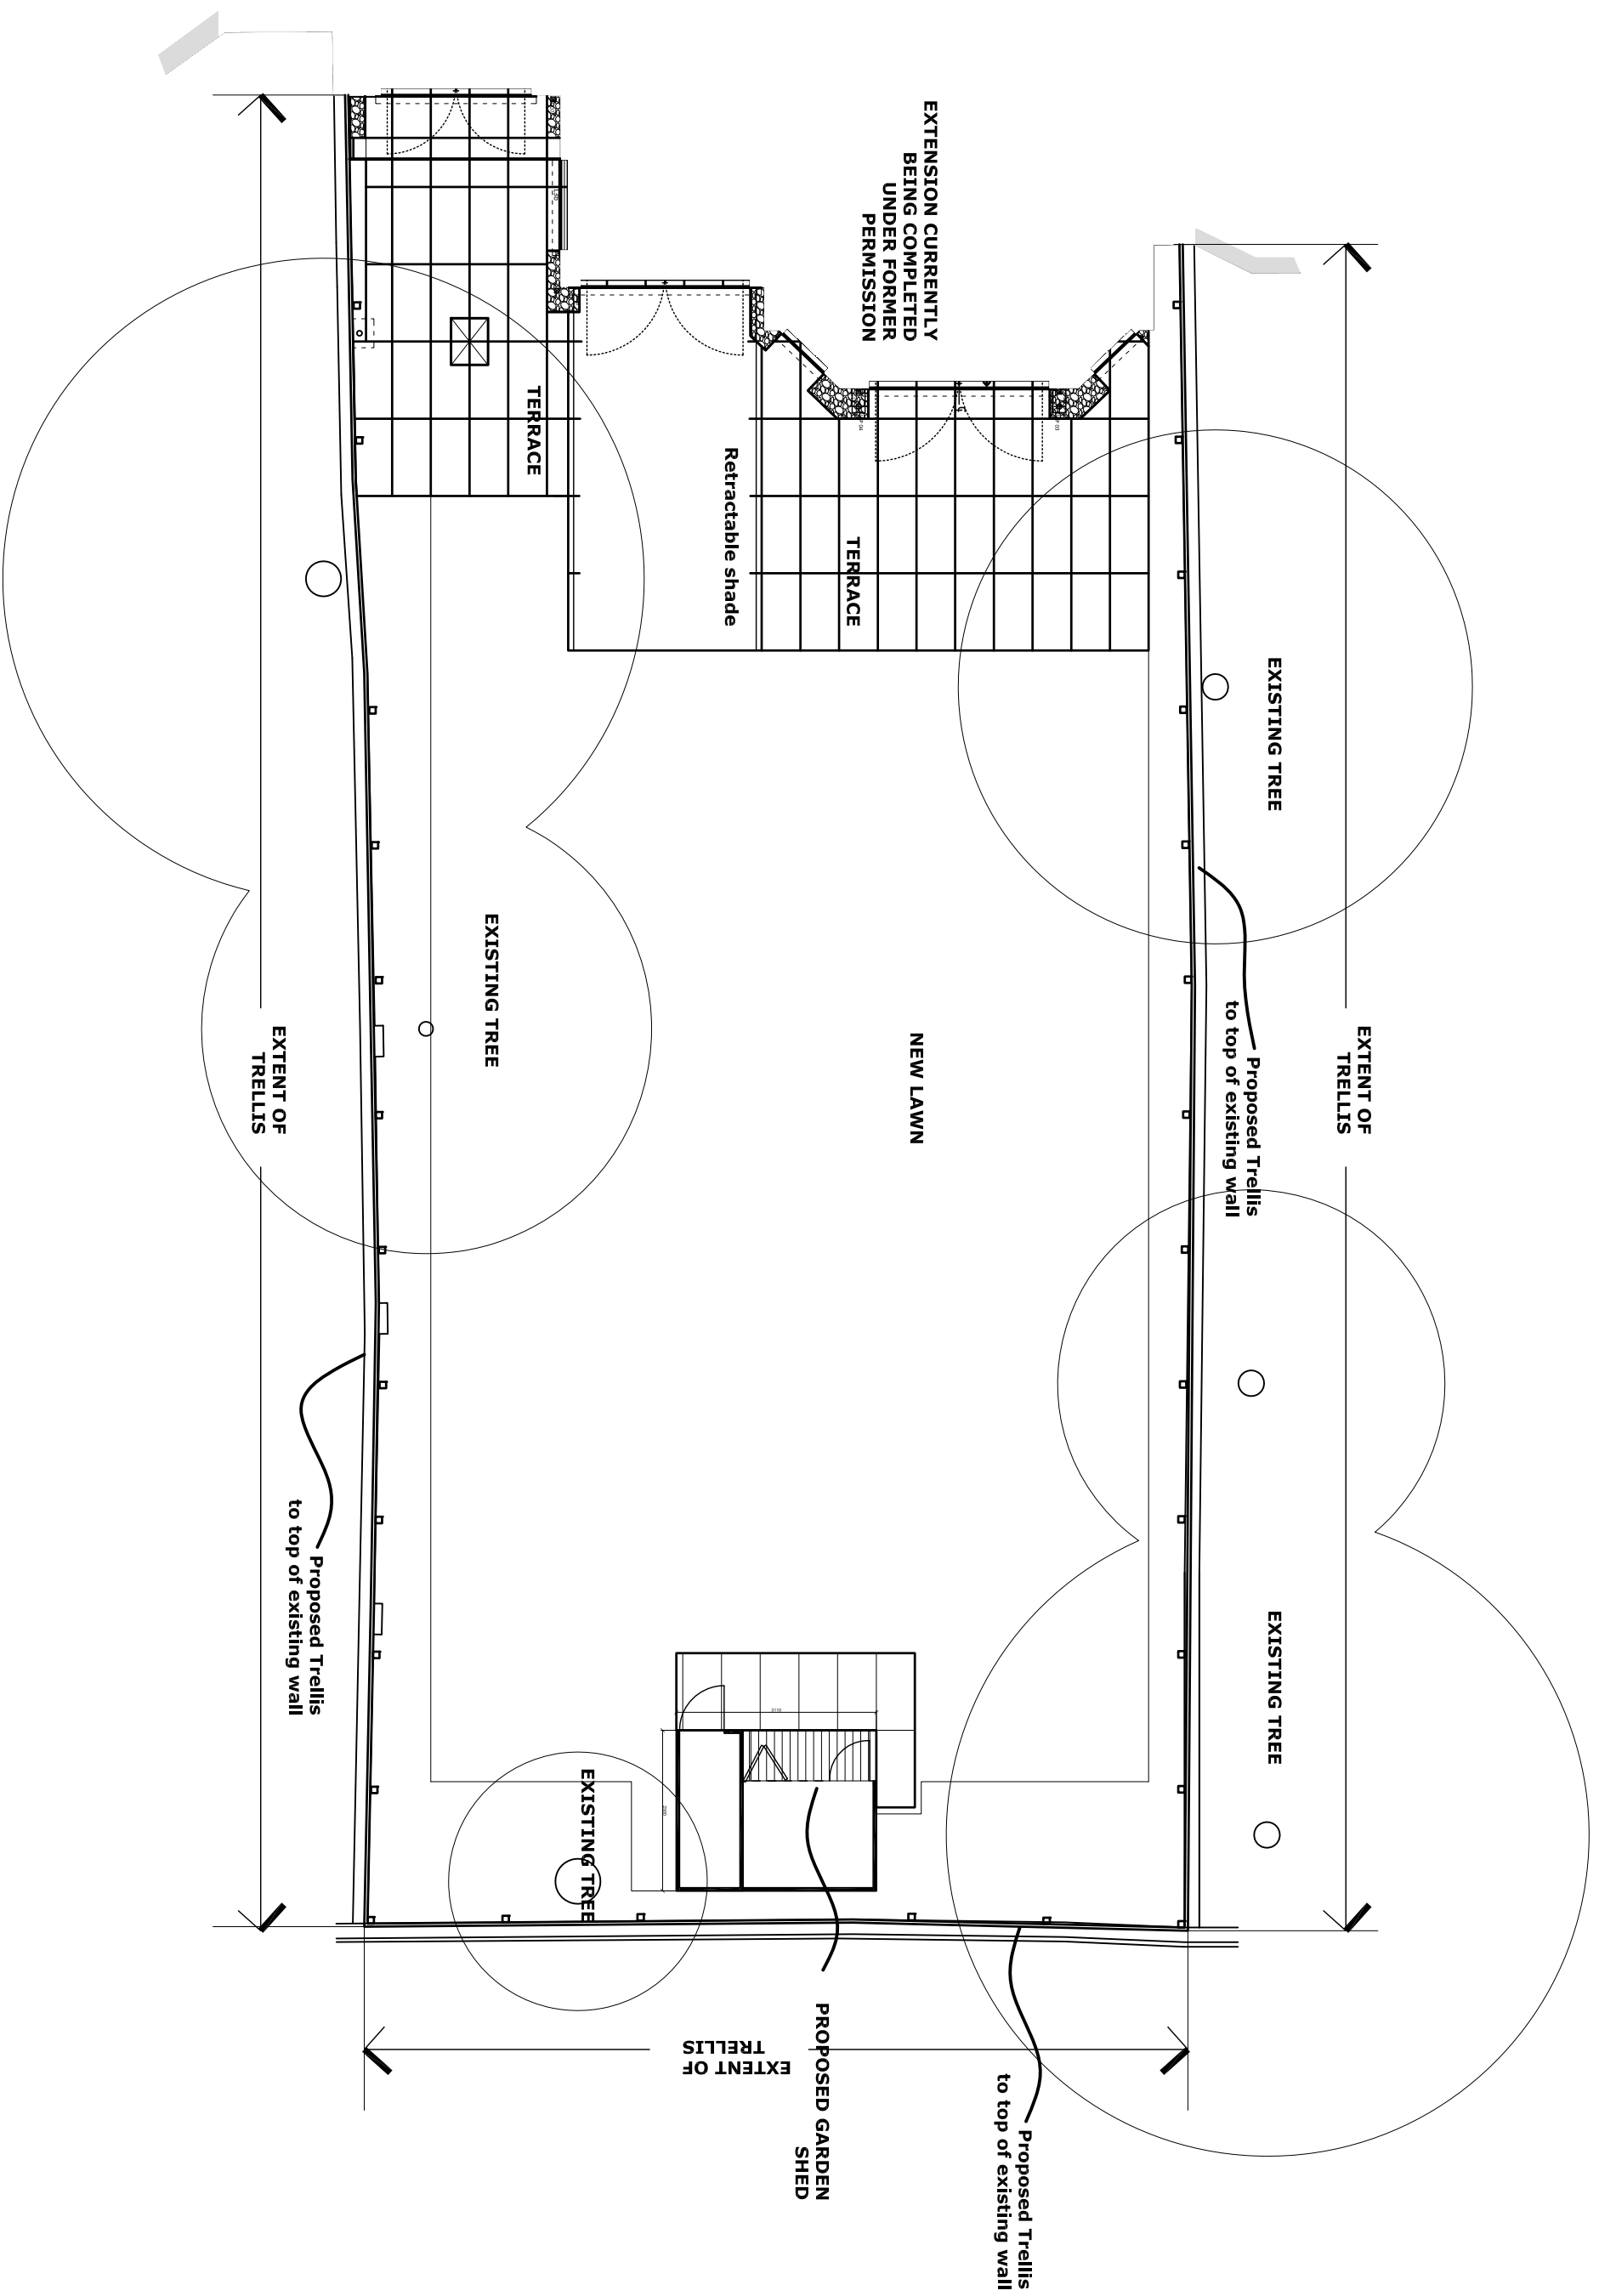 EXTENSION CURRENTLY
BEING COMPLETED
UNDER FORMER
PERMISSION
TERRACE
Retractable shade
TERRACE
EXISTING TREE
EXISTING TREE
NEW LAWN
EXTENT OF
TRELLIS
EXTENT OF
TRELLIS
Proposed Trellis
to top of existing wall
Proposed Trellis
to top of existing wall
EXISTING TREE
EXISTING TREE
EXTENT OF
TRELLIS
PROPOSED GARDEN
SHED
Proposed Trellis
to top of existing wall